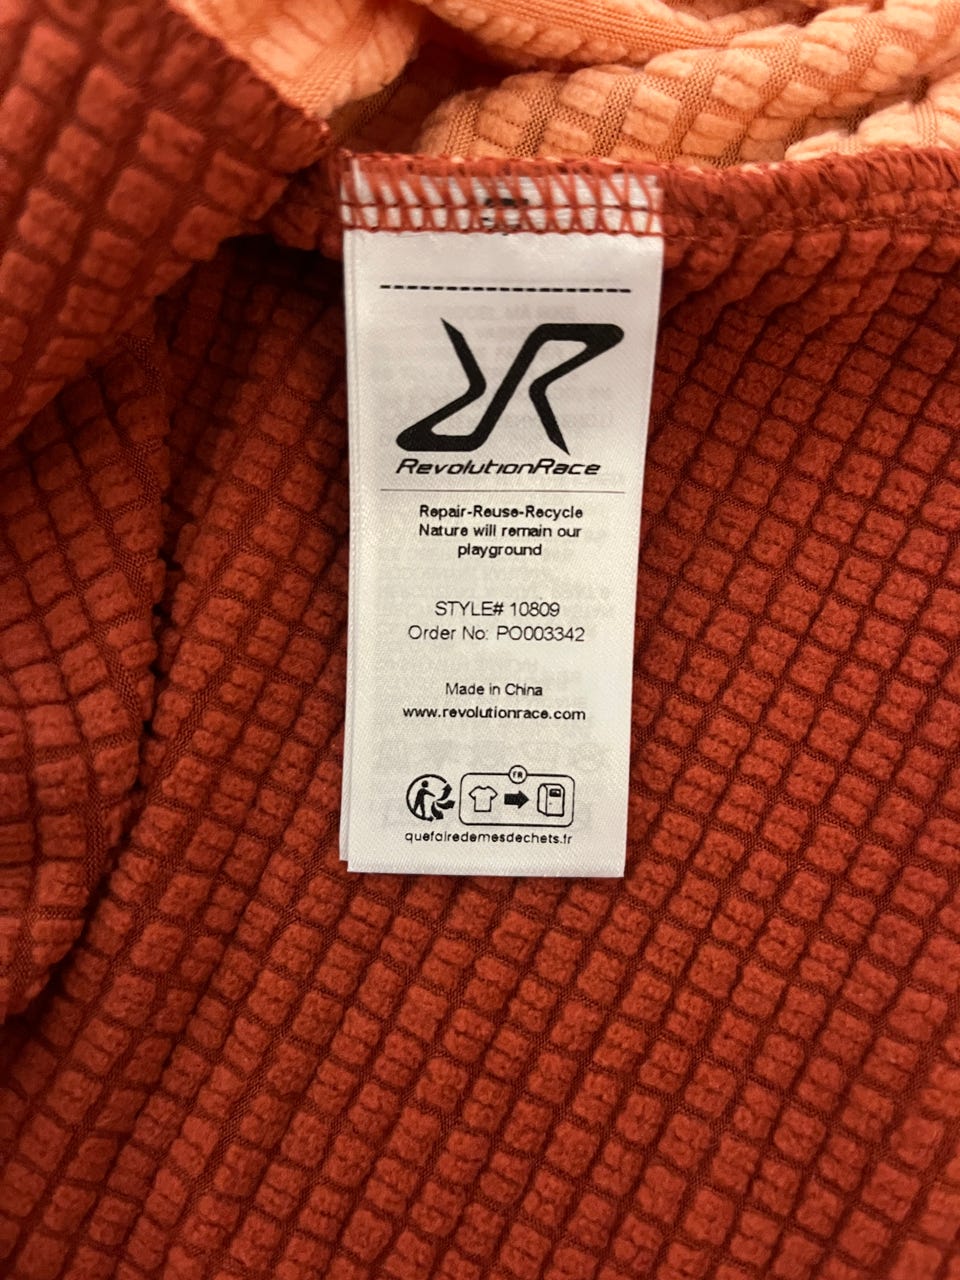 RevolutionRace
Repair-Reuse-Recycle
Nature will remain our
playground
STYLE# 10809
Order No: PO003342
Made in China
www.revolutionrace.com
FR
quefairedemesdechets.fr